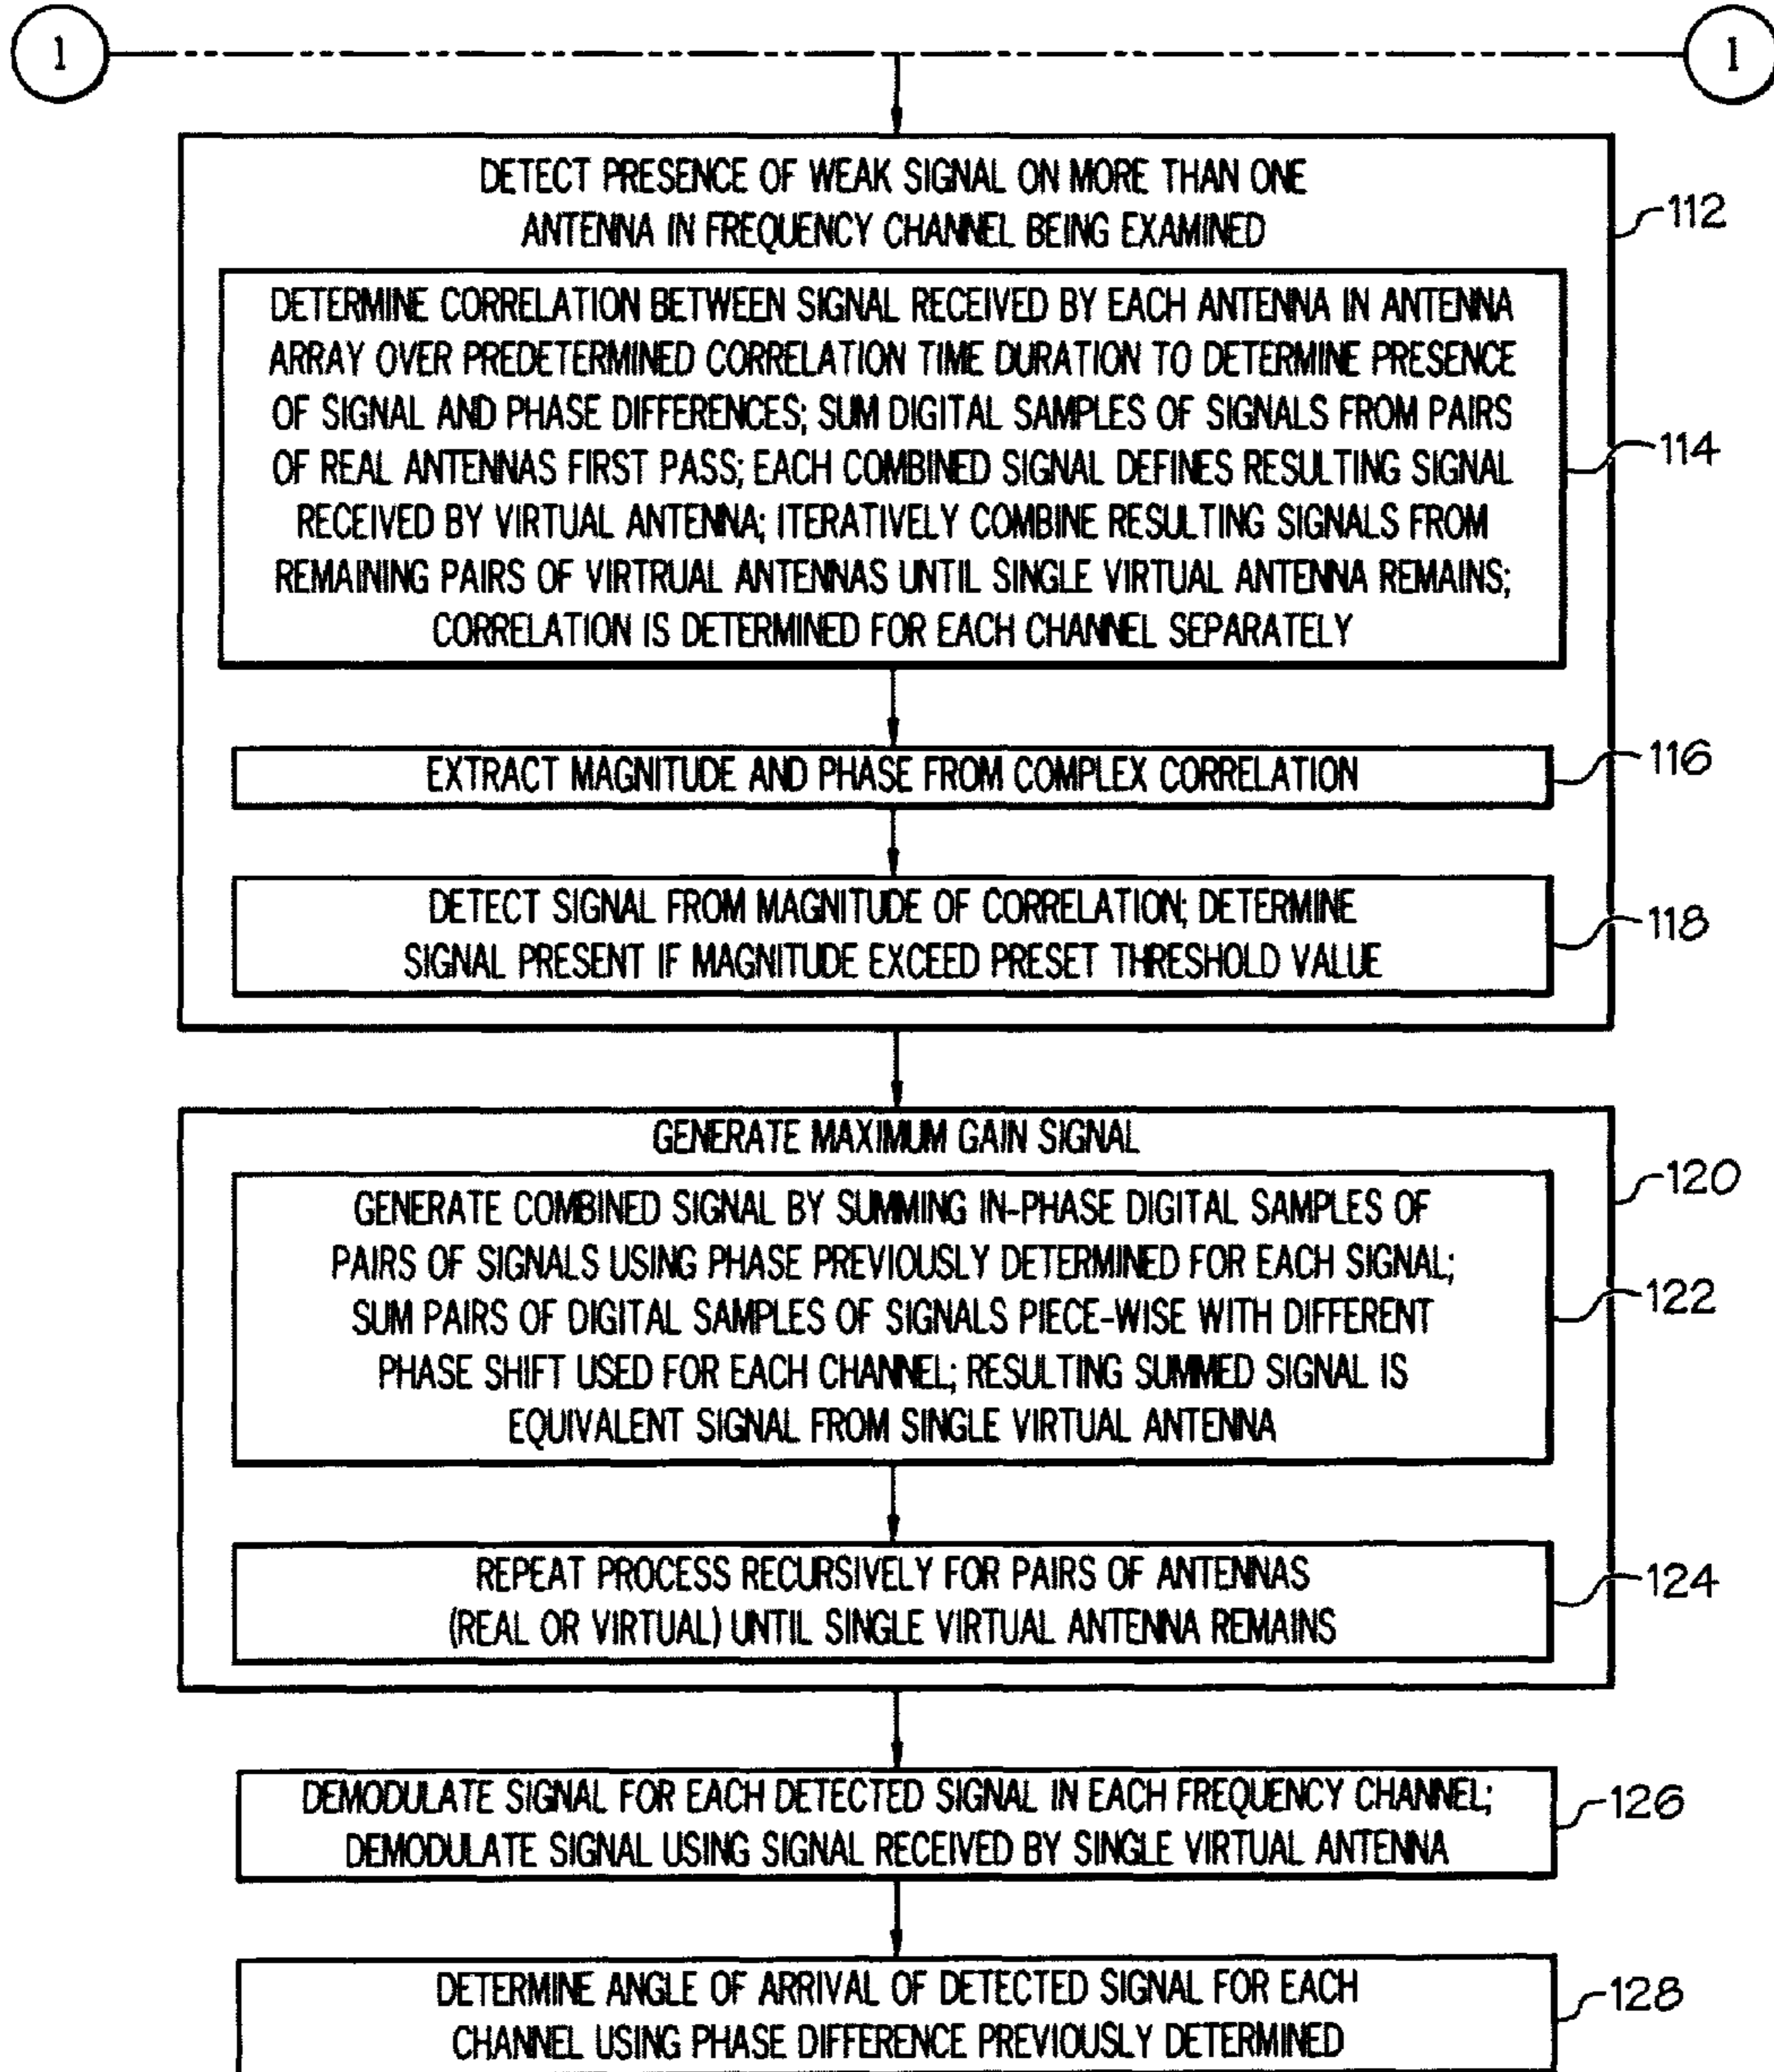 1 1
DETECT PRESENCE OF WEAK SIGNAL ON MORE THAN ONE
ANTENNA IN FREQUENCY CHANNEL BEING EXAMINED
112
DETERMINE CORRELATION BETWEEN SIGNAL RECEIVED BY EACH ANTENNA IN ANTENNA
ARRAY OVER PREDETERMINED CORRELATION TIME DURATION TO DETERMINE PRESENCE
OF SIGNAL AND PHASE DIFFERENCES; SUM DIGITAL SAMPLES OF SIGNALS FROM PAIRS
OF REAL ANTENNAS FIRST PASS; EACH COMBINED SIGNAL DEFINES RESULTING SIGNAL
RECEIVED BY VIRTUAL ANTENNA; ITERATIVELY COMBINE RESULTING SIGNALS FROM
REMAINING PAIRS OF VIRTRUAL ANTENNAS UNTIL SINGLE VIRTUAL ANTENNA REMAINS;
CORRELATION IS DETERMINED FOR EACH CHANNEL SEPARATELY
114
EXTRACT MAGNITUDE AND PHASE FROM COMPLEX CORRELATION
116
DETECT SIGNAL FROM MAGNITUDE OF CORRELATION; DETERMINE
SIGNAL PRESENT IF MAGNITUDE EXCEED PRESET THRESHOLD VALUE
118
GENERATE MAXIMUM GAIN SIGNAL
120
GENERATE COMBINED SIGNAL BY SUMMING IN-PHASE DIGITAL SAMPLES OF
PAIRS OF SIGNALS USING PHASE PREVIOUSLY DETERMINED FOR EACH SIGNAL;
SUM PAIRS OF DIGITAL SAMPLES OF SIGNALS PIECE-WISE WITH DIFFERENT
PHASE SHIFT USED FOR EACH CHANNEL; RESULTING SUMMED SIGNAL IS
EQUIVALENT SIGNAL FROM SINGLE VIRTUAL ANTENNA
122
REPEAT PROCESS RECURSIVELY FOR PAIRS OF ANTENNAS
(REAL OR VIRTUAL) UNTIL SINGLE VIRTUAL ANTENNA REMAINS
124
DEMODULATE SIGNAL FOR EACH DETECTED SIGNAL IN EACH FREQUENCY CHANNEL;
DEMODULATE SIGNAL USING SIGNAL RECEIVED BY SINGLE VIRTUAL ANTENNA
126
DETERMINE ANGLE OF ARRIVAL OF DETECTED SIGNAL FOR EACH
CHANNEL USING PHASE DIFFERENCE PREVIOUSLY DETERMINED
128